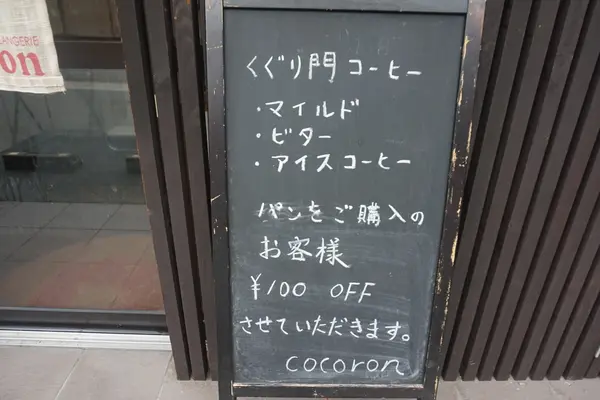 LANGERIE
ron
くぐり門 コーヒー
・マイルド
・ビター
・アイスコーヒー
パンをご購入の
お客様
¥100 OFF
させていただきます。
cocoron